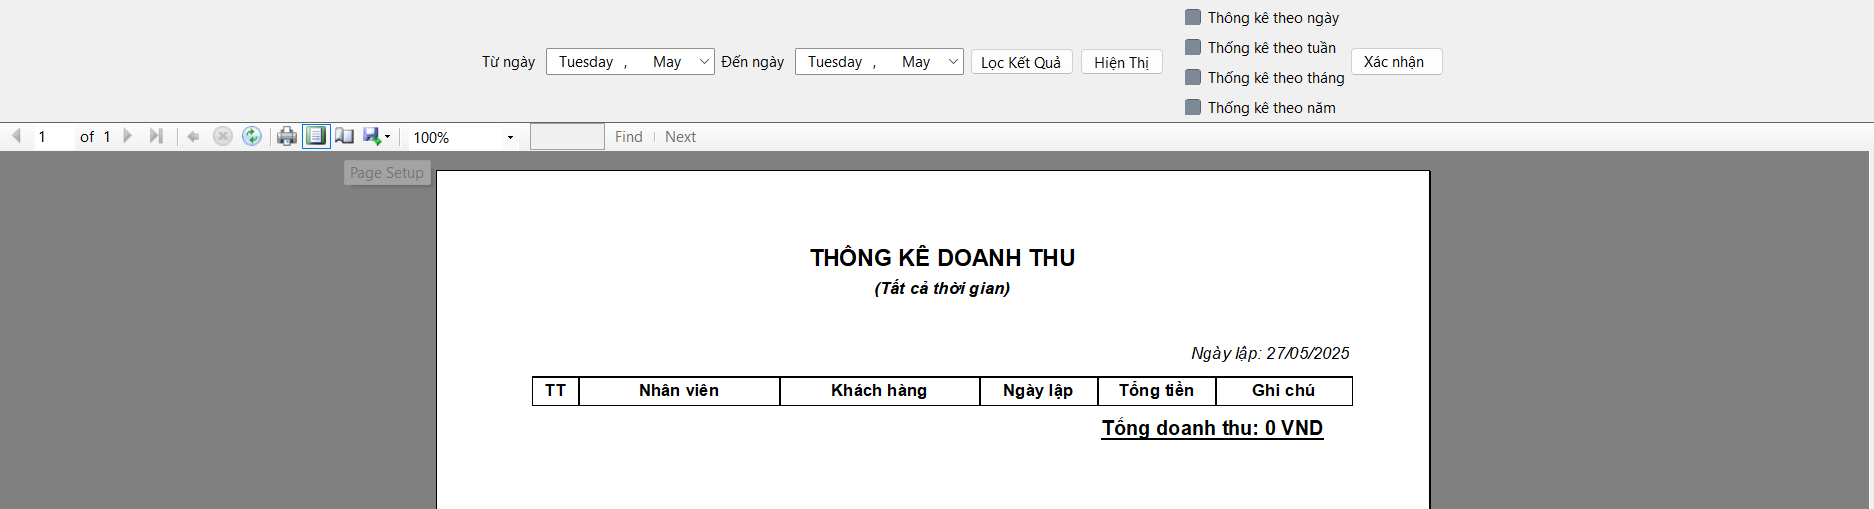 Thông kê theo ngày
Thống kê theo tuần
Từ ngày Tuesday , May Đến ngày Tuesday , May Lọc Kết Quả Hiện Thị Xác nhận
Thống kê theo tháng
Thống kê theo năm
1 of 1 100% Find Next
Page Setup
THÔNG KÊ DOANH THU
(Tất cả thời gian)
Ngày lập: 27/05/2025
TT Nhân viên Khách hàng Ngày lập Tổng tiền Ghi chú
Tổng doanh thu: 0 VND